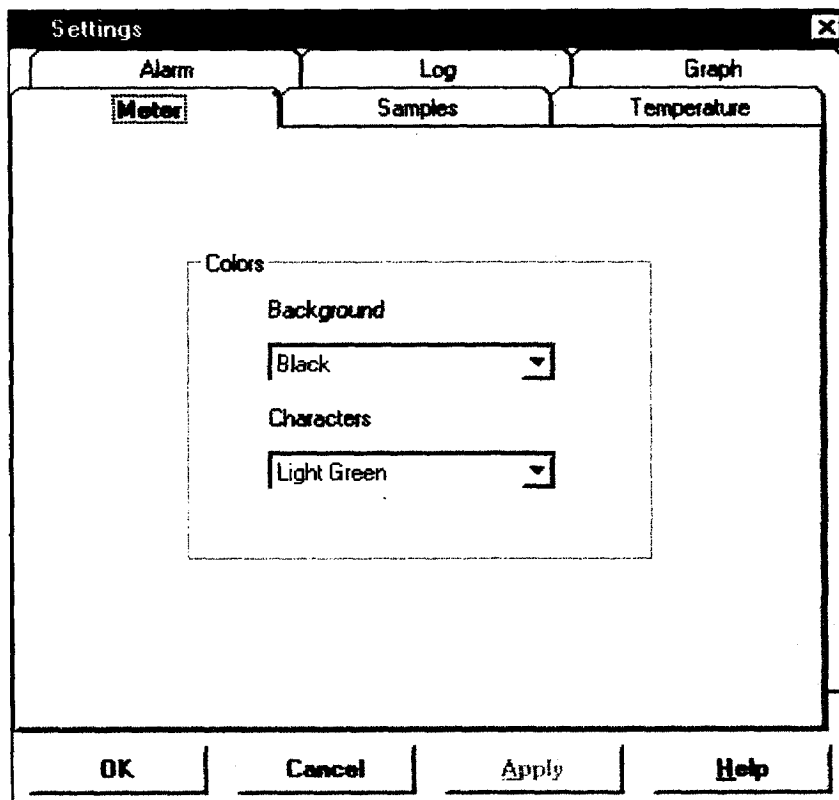 Settings
Alarm Log Graph
Meter Samples Temperature
Colors
Background
Black
Characters
Light Green
OK Cancel Apply Help